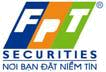 FPT
SECURITIES
NƠI BẠN ĐẶT NIỀM TIN